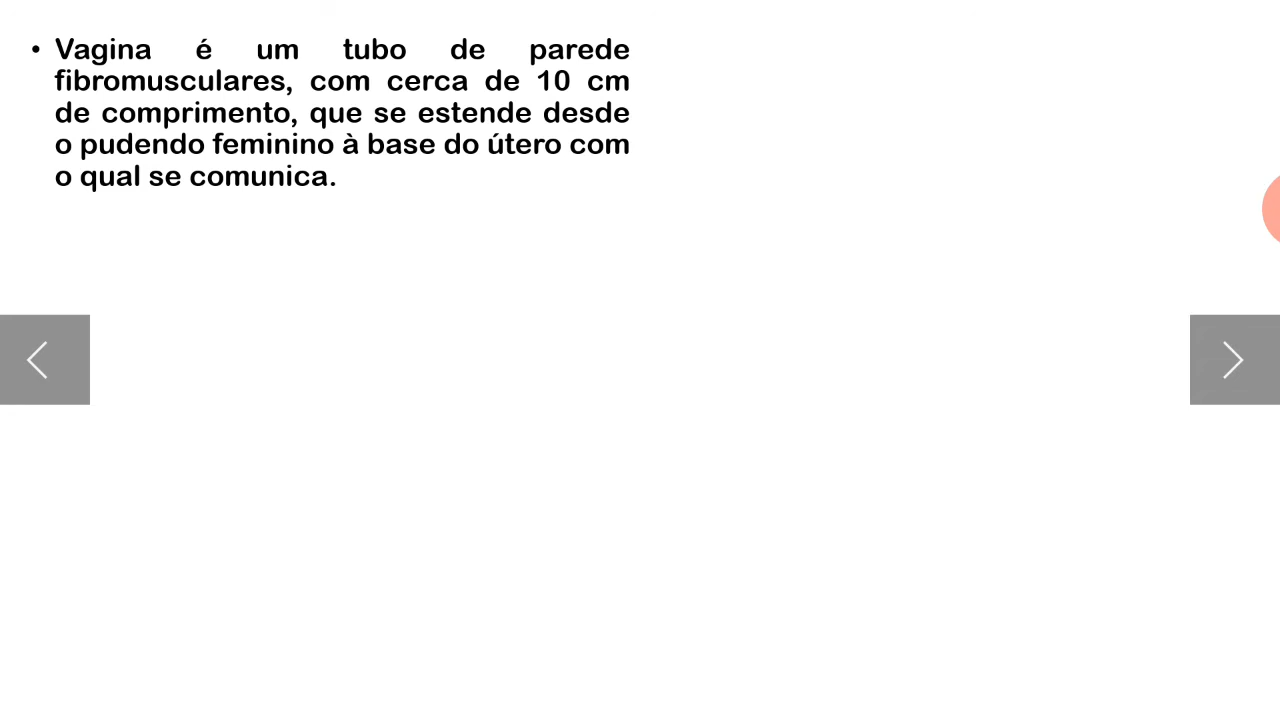 • Vagina é um tubo de parede
fibromusculares, com cerca de 10 cm
de comprimento, que se estende desde
o pudendo feminino à base do útero com
o qual se comunica.